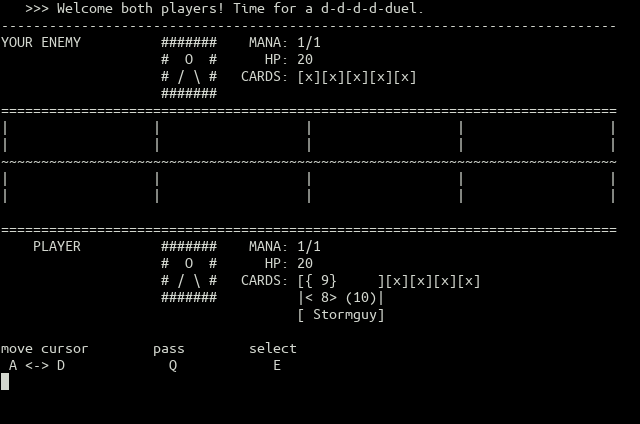 >>> Welcome both players! Time for a d-d-d-d-duel.
-----------------------------------------------------------------------------
YOUR ENEMY          #######    MANA: 1/1
                    #  O  #      HP: 20
                    # / \ #   CARDS: [x][x][x][x][x]
                    #######
=============================================================================
|                  |                  |                  |                  |
|                  |                  |                  |                  |
~~~~~~~~~~~~~~~~~~~~~~~~~~~~~~~~~~~~~~~~~~~~~~~~~~~~~~~~~~~~~~~~~~~~~~~~~~~~~
|                  |                  |                  |                  |
|                  |                  |                  |                  |
=============================================================================
    PLAYER          #######    MANA: 1/1
                    #  O  #      HP: 20
                    # / \ #   CARDS: [{ 9}     ][x][x][x][x]
                    #######          |< 8> (10)|
                                     [ Stormguy]
move cursor        pass        select
 A <-> D             Q            E